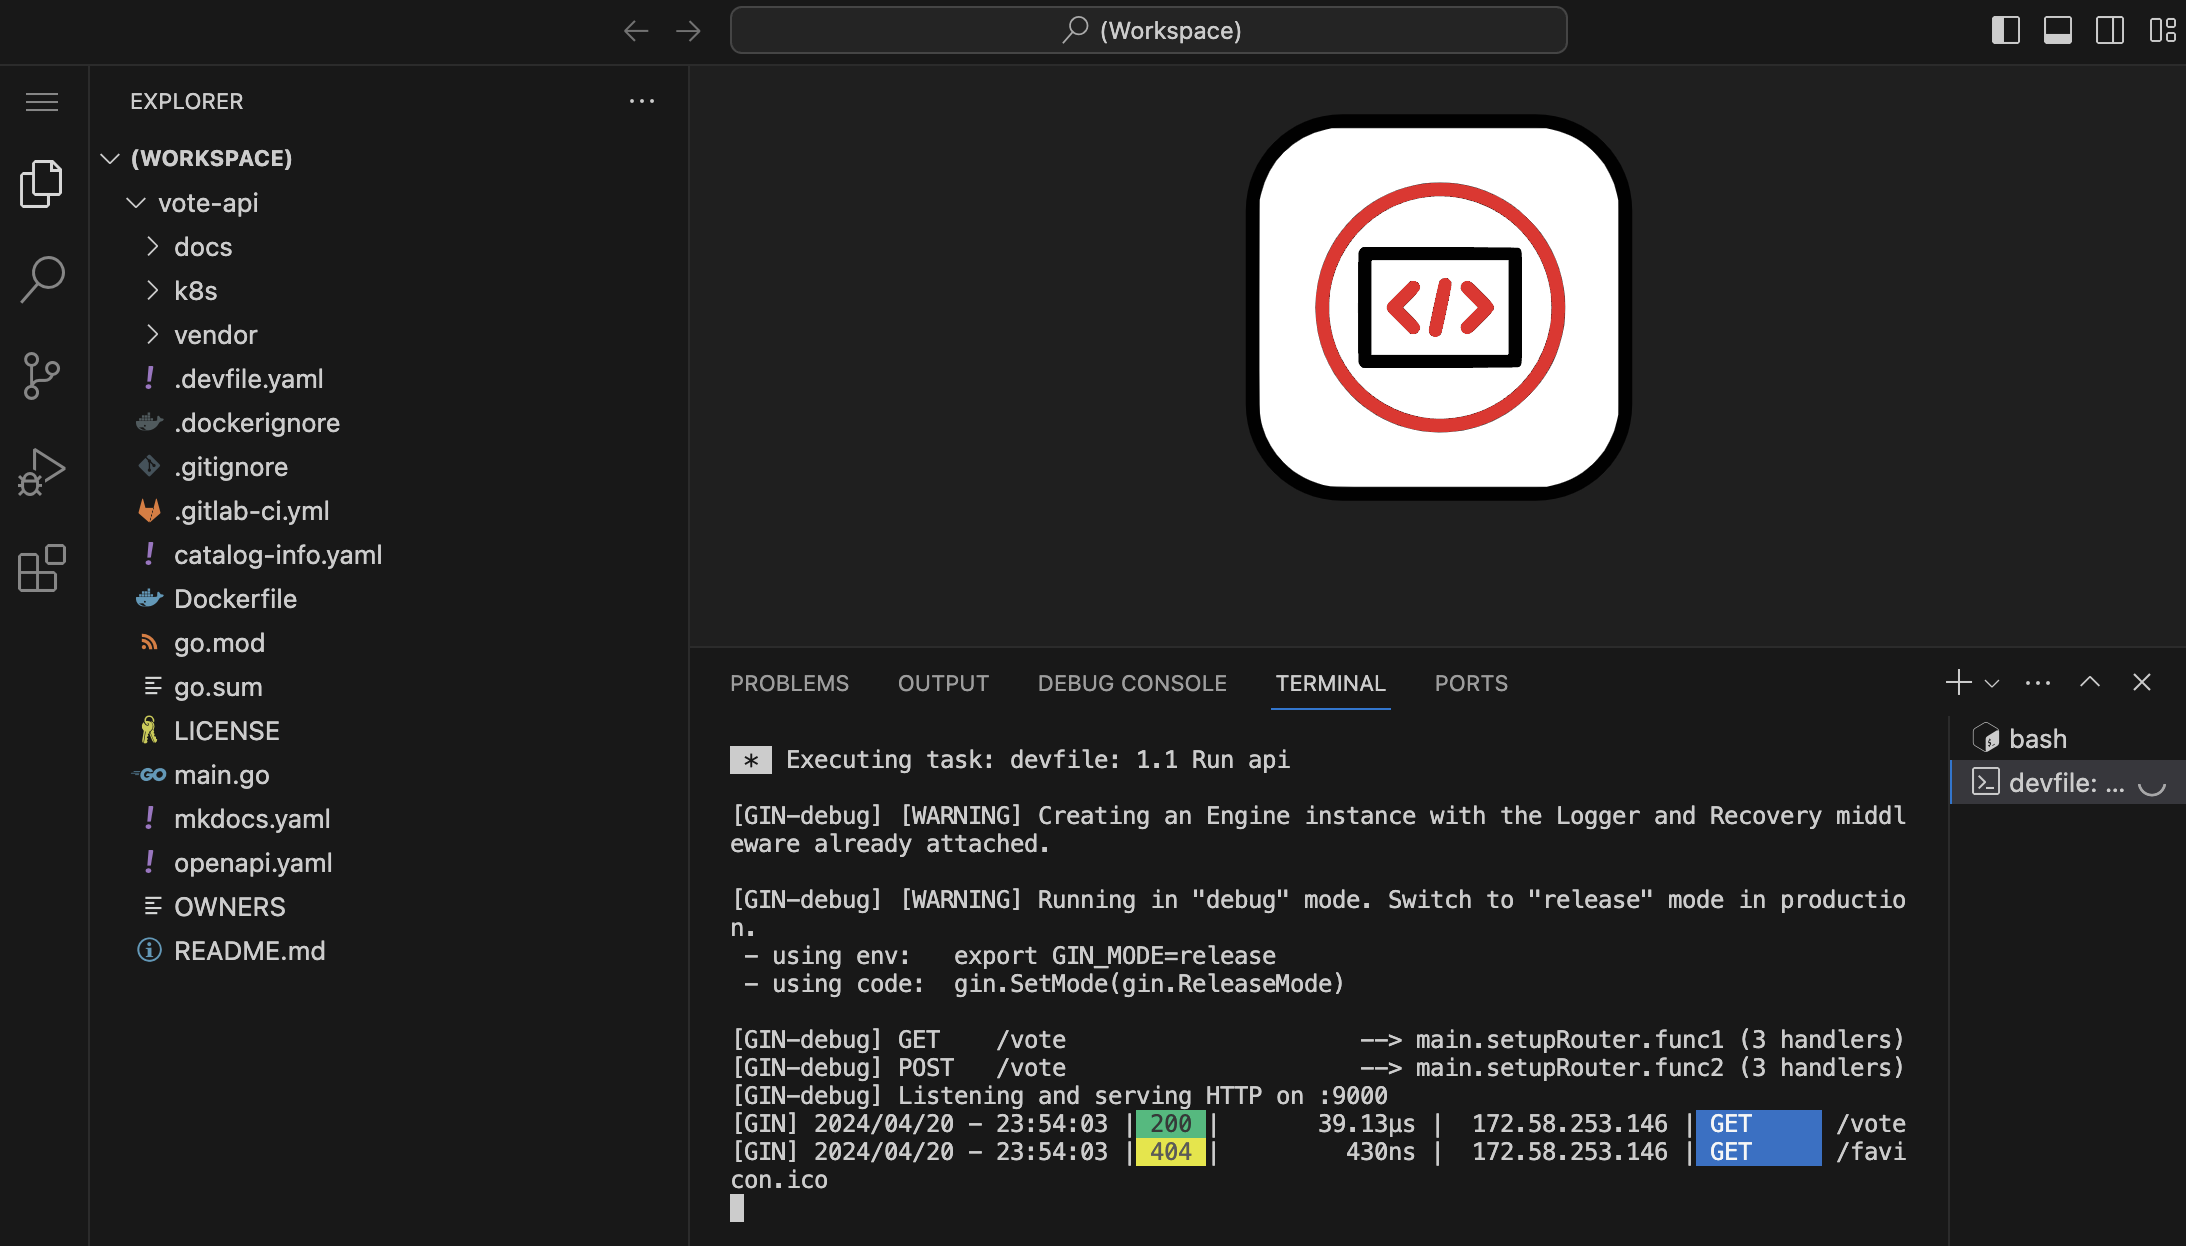 (Workspace)
EXPLORER
(WORKSPACE)
vote-api
docs
k8s
vendor
.devfile.yaml
.dockerignore
.gitignore
.gitlab-ci.yml
catalog-info.yaml
Dockerfile
go.mod
go.sum
LICENSE
GO main.go
mkdocs.yaml
openapi.yaml
OWNERS
README.md
</>
PROBLEMS OUTPUT DEBUG CONSOLE TERMINAL PORTS
* Executing task: devfile: 1.1 Run api
[GIN-debug] [WARNING] Creating an Engine instance with the Logger and Recovery middl
eware already attached.
[GIN-debug] [WARNING] Running in "debug" mode. Switch to "release" mode in productio
n.
- using env:   export GIN_MODE=release
- using code:  gin.SetMode(gin.ReleaseMode)
[GIN-debug] GET    /vote                     --> main.setupRouter.func1 (3 handlers)
[GIN-debug] POST   /vote                     --> main.setupRouter.func2 (3 handlers)
[GIN-debug] Listening and serving HTTP on :9000
[GIN] 2024/04/20 - 23:54:03 | 200 |       39.13µs |  172.58.253.146 | GET      /vote
[GIN] 2024/04/20 - 23:54:03 | 404 |         430ns |  172.58.253.146 | GET      /favi
con.ico
bash
devfile: ...